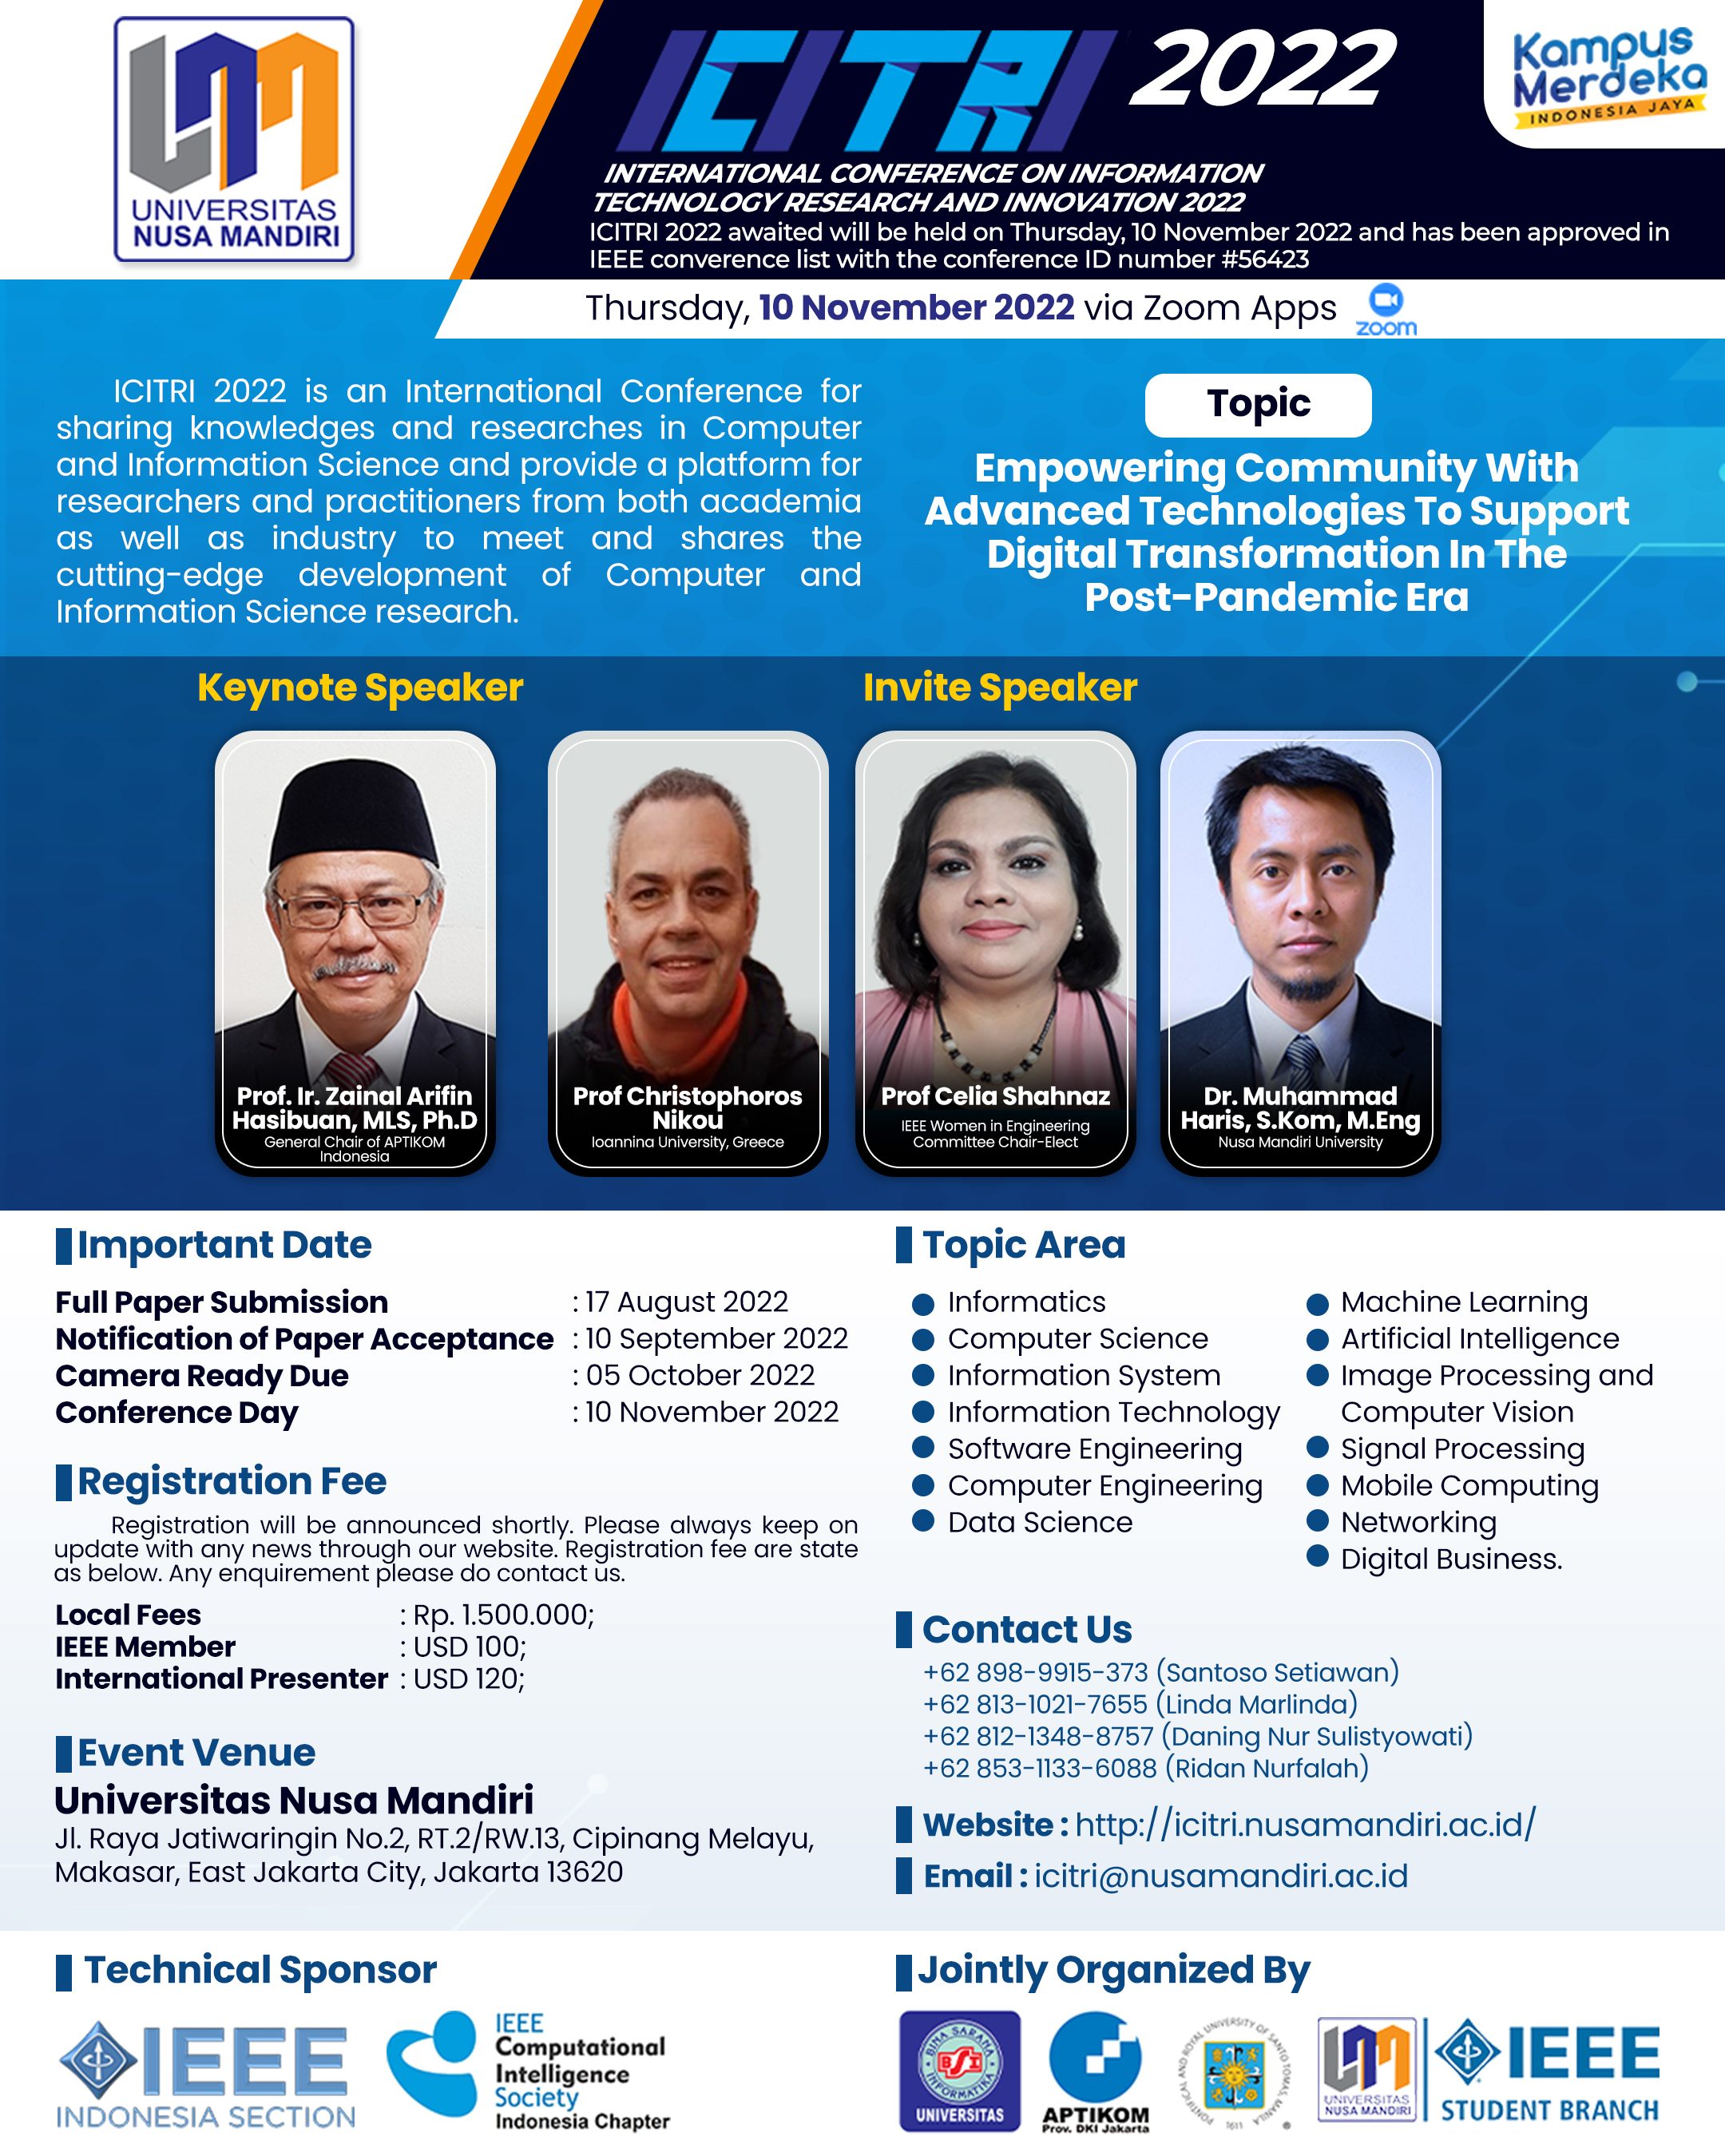 UNIVERSITAS
NUSA MANDIRI
ICITRI 2022
Kampus
Merdeka
INDONESIA JAYA
INTERNATIONAL CONFERENCE ON INFORMATION
TECHNOLOGY RESEARCH AND INNOVATION 2022
ICITRI 2022 awaited will be held on Thursday, 10 November 2022 and has been approved in
IEEE converence list with the conference ID number #56423
Thursday, 10 November 2022 via Zoom Apps
zoom
ICITRI 2022 is an International Conference for
sharing knowledges and researches in Computer
and Information Science and provide a platform for
researchers and practitioners from both academia
as well as industry to meet and shares the
cutting-edge development of Computer and
Information Science research.
Topic
Empowering Community With
Advanced Technologies To Support
Digital Transformation In The
Post-Pandemic Era
Keynote Speaker
Invite Speaker
Prof. Ir. Zainal Arifin
Hasibuan, MLS, Ph.D
General Chair of APTIKOM
Indonesia
Prof Christophoros
Nikou
Ioannina University, Greece
Prof Celia Shahnaz
IEEE Women in Engineering
Committee Chair-Elect
Dr. Muhammad
Haris, S.Kom, M.Eng
Nusa Mandiri University
Important Date
Full Paper Submission : 17 August 2022
Notification of Paper Acceptance : 10 September 2022
Camera Ready Due : 05 October 2022
Conference Day : 10 November 2022
Registration Fee
Registration will be announced shortly. Please always keep on
update with any news through our website. Registration fee are state
as below. Any enquirement please do contact us.
Local Fees : Rp. 1.500.000;
IEEE Member : USD 100;
International Presenter : USD 120;
Event Venue
Universitas Nusa Mandiri
Jl. Raya Jatiwaringin No.2, RT.2/RW.13, Cipinang Melayu,
Makasar, East Jakarta City, Jakarta 13620
Topic Area
Informatics
Computer Science
Information System
Information Technology
Software Engineering
Computer Engineering
Data Science
Machine Learning
Artificial Intelligence
Image Processing and
Computer Vision
Signal Processing
Mobile Computing
Networking
Digital Business.
Contact Us
+62 898-9915-373 (Santoso Setiawan)
+62 813-1021-7655 (Linda Marlinda)
+62 812-1348-8757 (Daning Nur Sulistyowati)
+62 853-1133-6088 (Ridan Nurfalah)
Website : http://icitri.nusamandiri.ac.id/
Email : icitri@nusamandiri.ac.id
Technical Sponsor
IEEE
INDONESIA SECTION
IEEE
Computational
Intelligence
Society
Indonesia Chapter
Jointly Organized By
BINA SARANA
BSI
INFORMATIKA
UNIVERSITAS
APTIKOM
Prov. DKI Jakarta
PONTIFICAL AND ROYAL UNIVERSITY OF SANTO TOMAS, MANILA
1611
®
UNIVERSITAS
NUSA MANDIRI
IEEE
STUDENT BRANCH